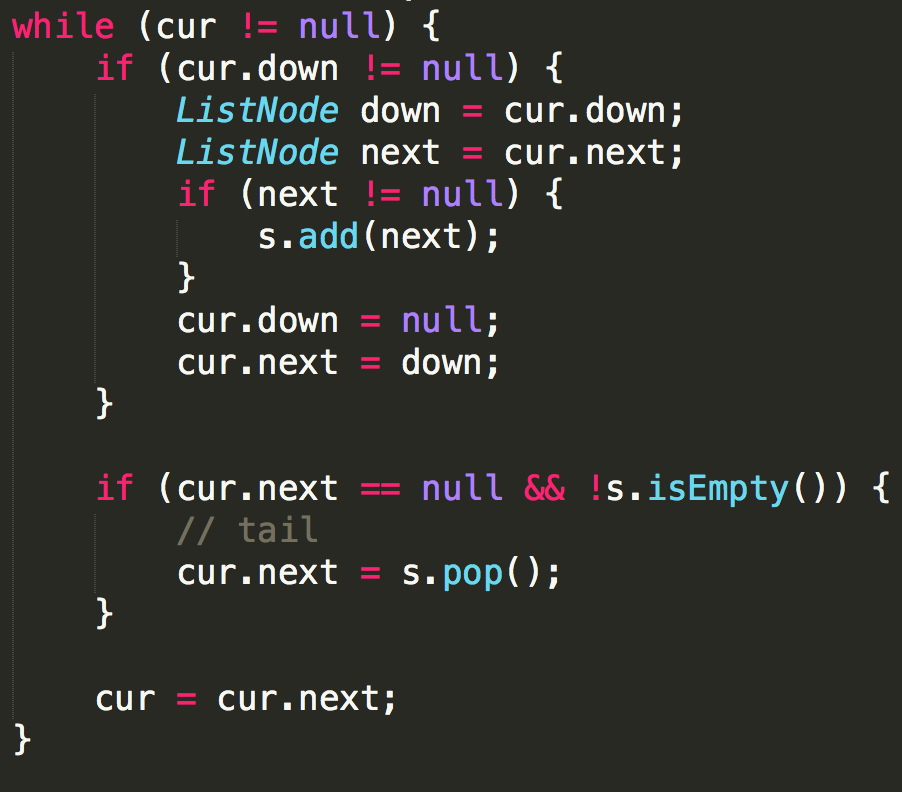 while (cur != null) {
    if (cur.down != null) {
        ListNode down = cur.down;
        ListNode next = cur.next;
        if (next != null) {
            s.add(next);
        }
        cur.down = null;
        cur.next = down;
    }

    if (cur.next == null && !s.isEmpty()) {
        // tail
        cur.next = s.pop();
    }

    cur = cur.next;
}